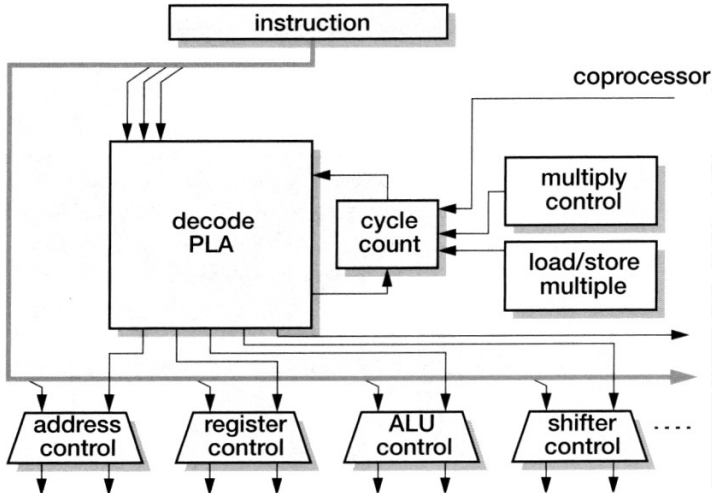 instruction
coprocessor
decode
PLA
cycle
count
multiply
control
load/store
multiple
address
control
register
control
ALU
control
shifter
control